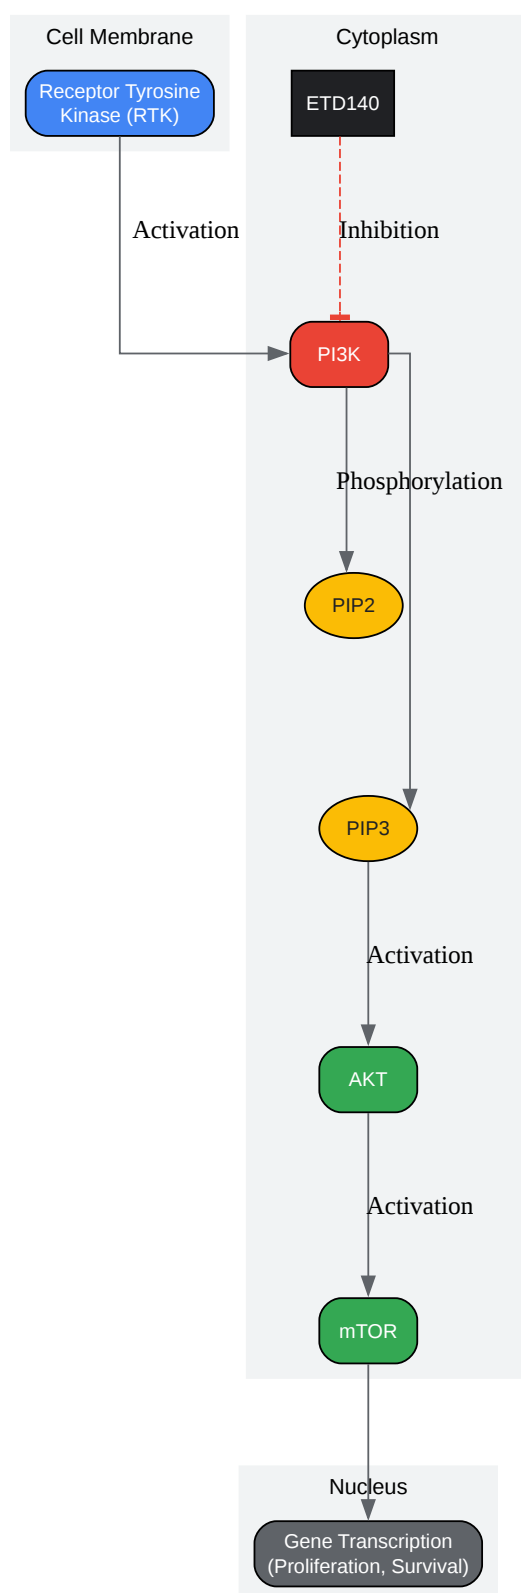 Cell Membrane
Cytoplasm
Receptor Tyrosine
Kinase (RTK)
ETD140
Activation
Inhibition
PI3K
Phosphorylation
PIP2
PIP3
Activation
AKT
Activation
mTOR
Nucleus
Gene Transcription
(Proliferation, Survival)